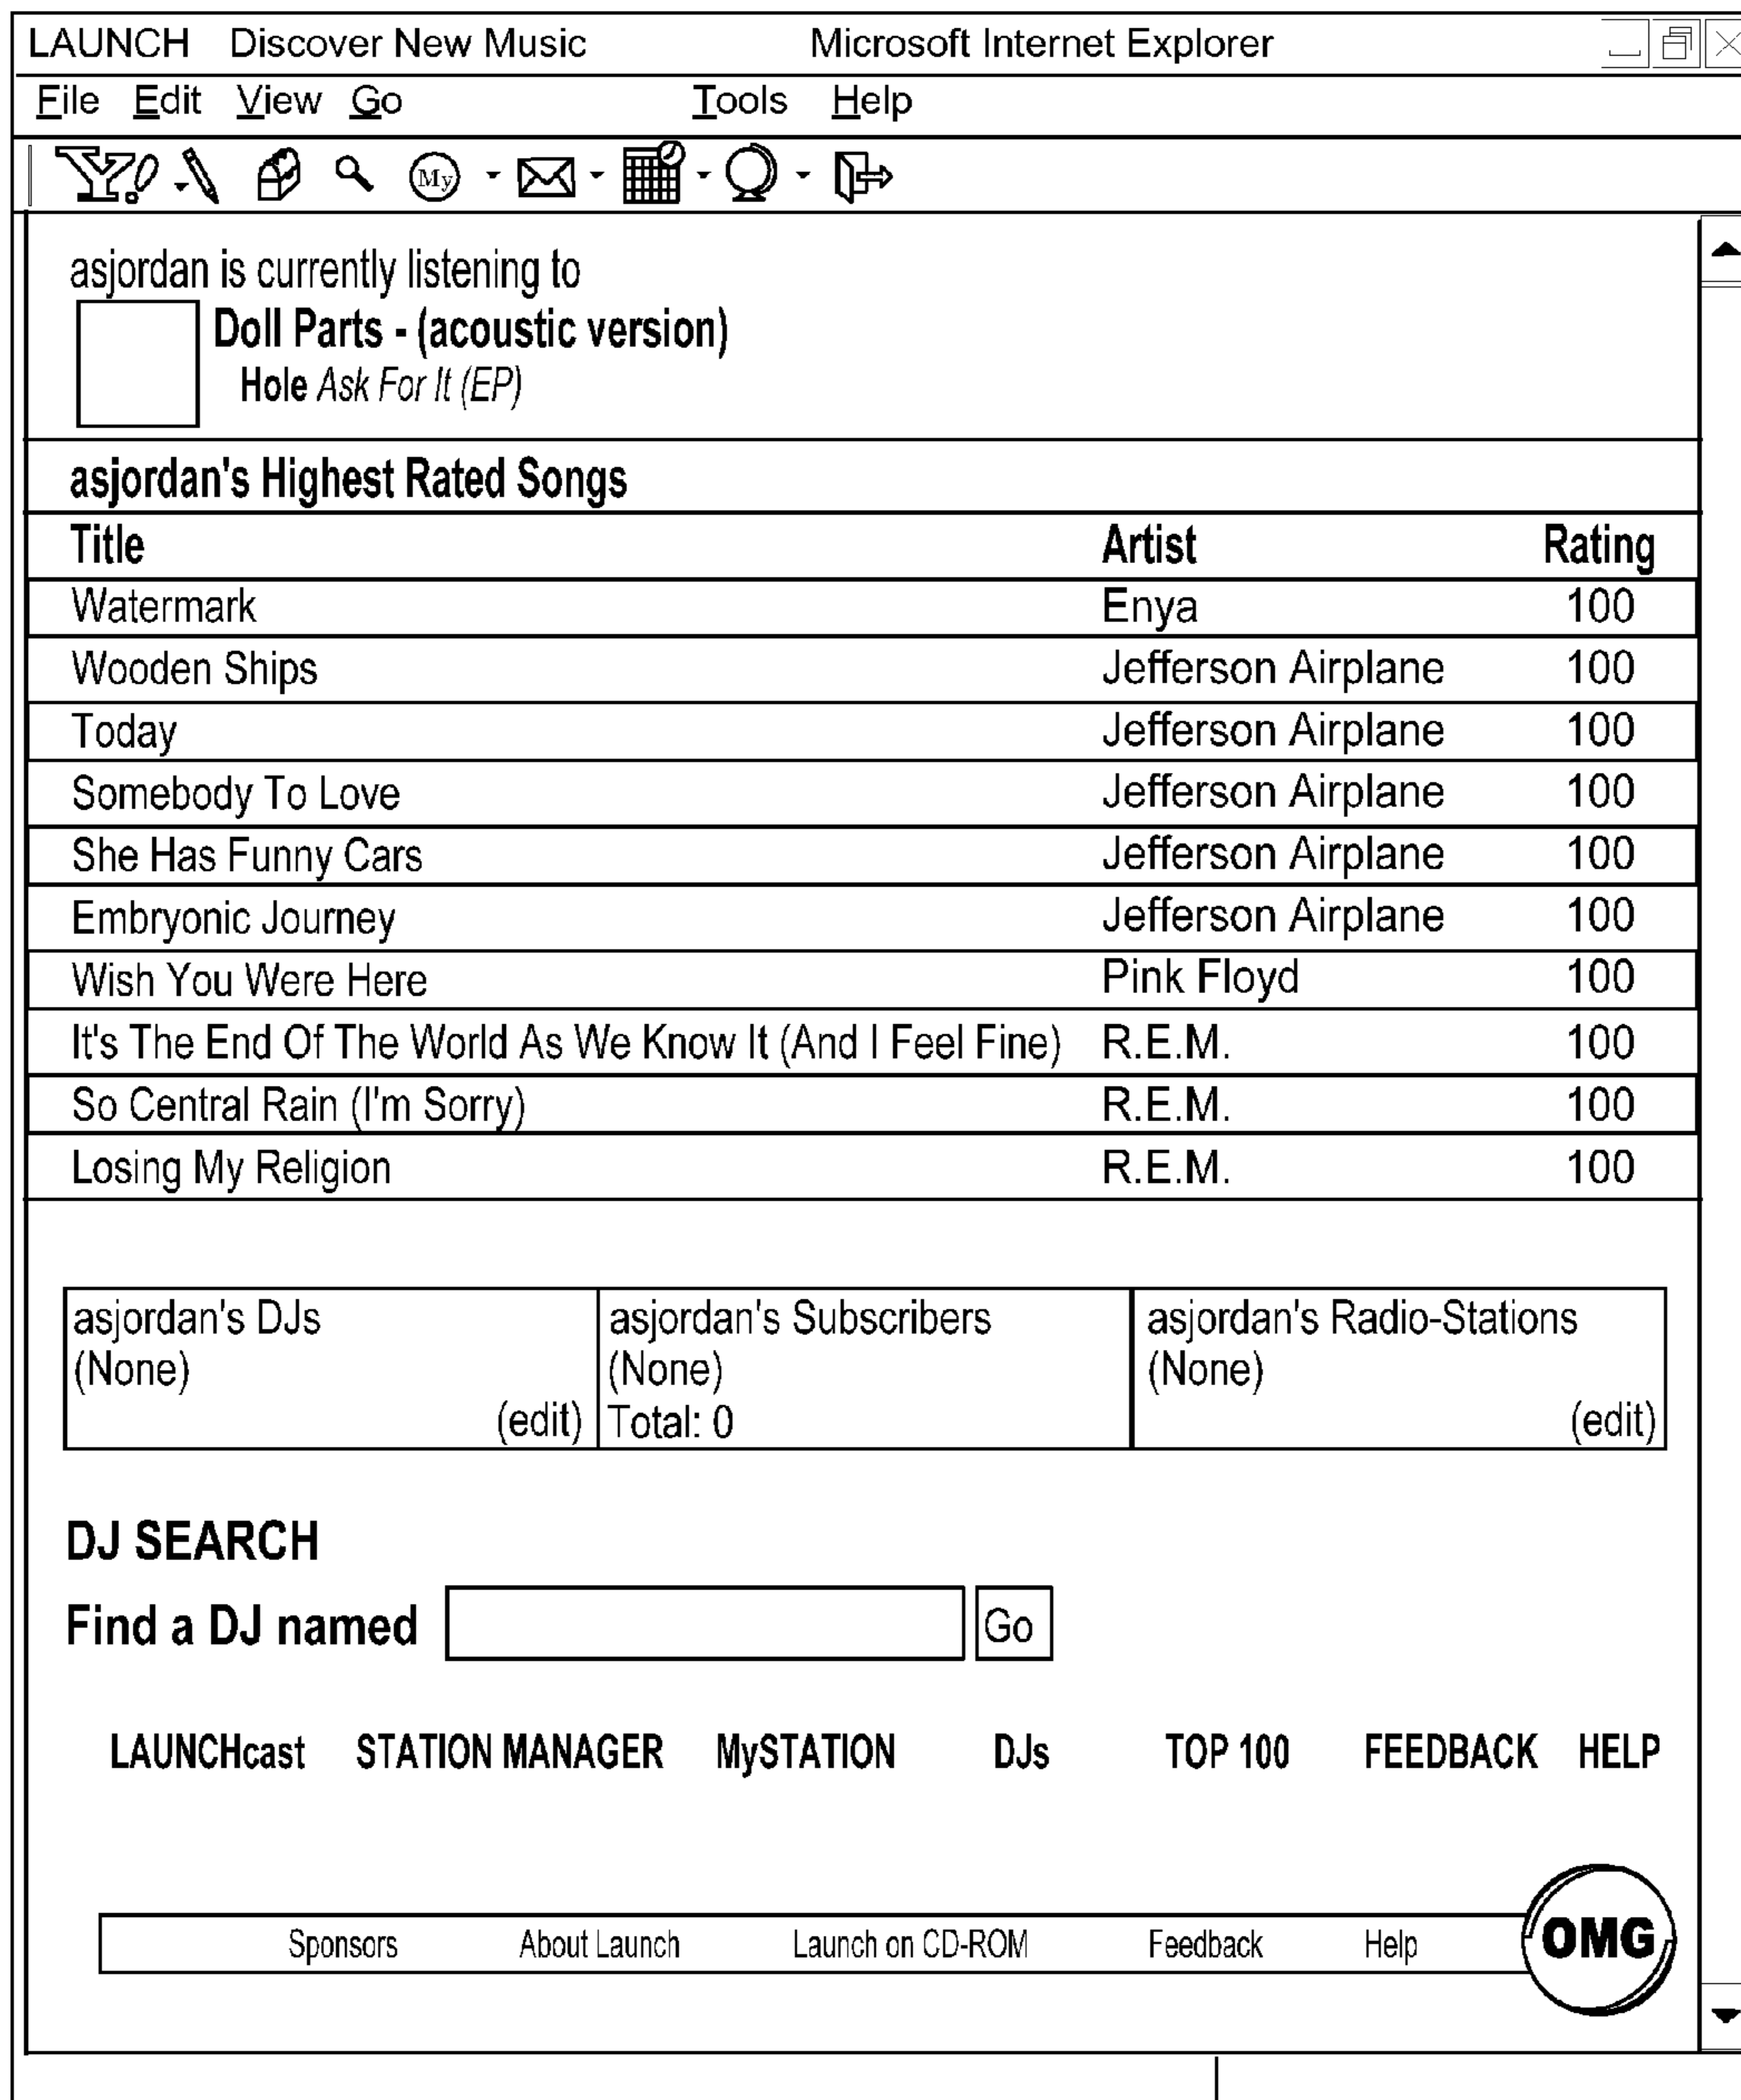 LAUNCH Discover New Music Microsoft Internet Explorer
File Edit View Go Tools Help
Y! My
asjordan is currently listening to
Doll Parts - (acoustic version)
Hole Ask For It (EP)
asjordan's Highest Rated Songs
Title Artist Rating
Watermark Enya 100
Wooden Ships Jefferson Airplane 100
Today Jefferson Airplane 100
Somebody To Love Jefferson Airplane 100
She Has Funny Cars Jefferson Airplane 100
Embryonic Journey Jefferson Airplane 100
Wish You Were Here Pink Floyd 100
It's The End Of The World As We Know It (And I Feel Fine) R.E.M. 100
So Central Rain (I'm Sorry) R.E.M. 100
Losing My Religion R.E.M. 100
asjordan's DJs asjordan's Subscribers asjordan's Radio-Stations
(None) (None) (None)
(edit) Total: 0 (edit)
DJ SEARCH
Find a DJ named Go
LAUNCHcast STATION MANAGER MySTATION DJs TOP 100 FEEDBACK HELP
Sponsors About Launch Launch on CD-ROM Feedback Help OMG